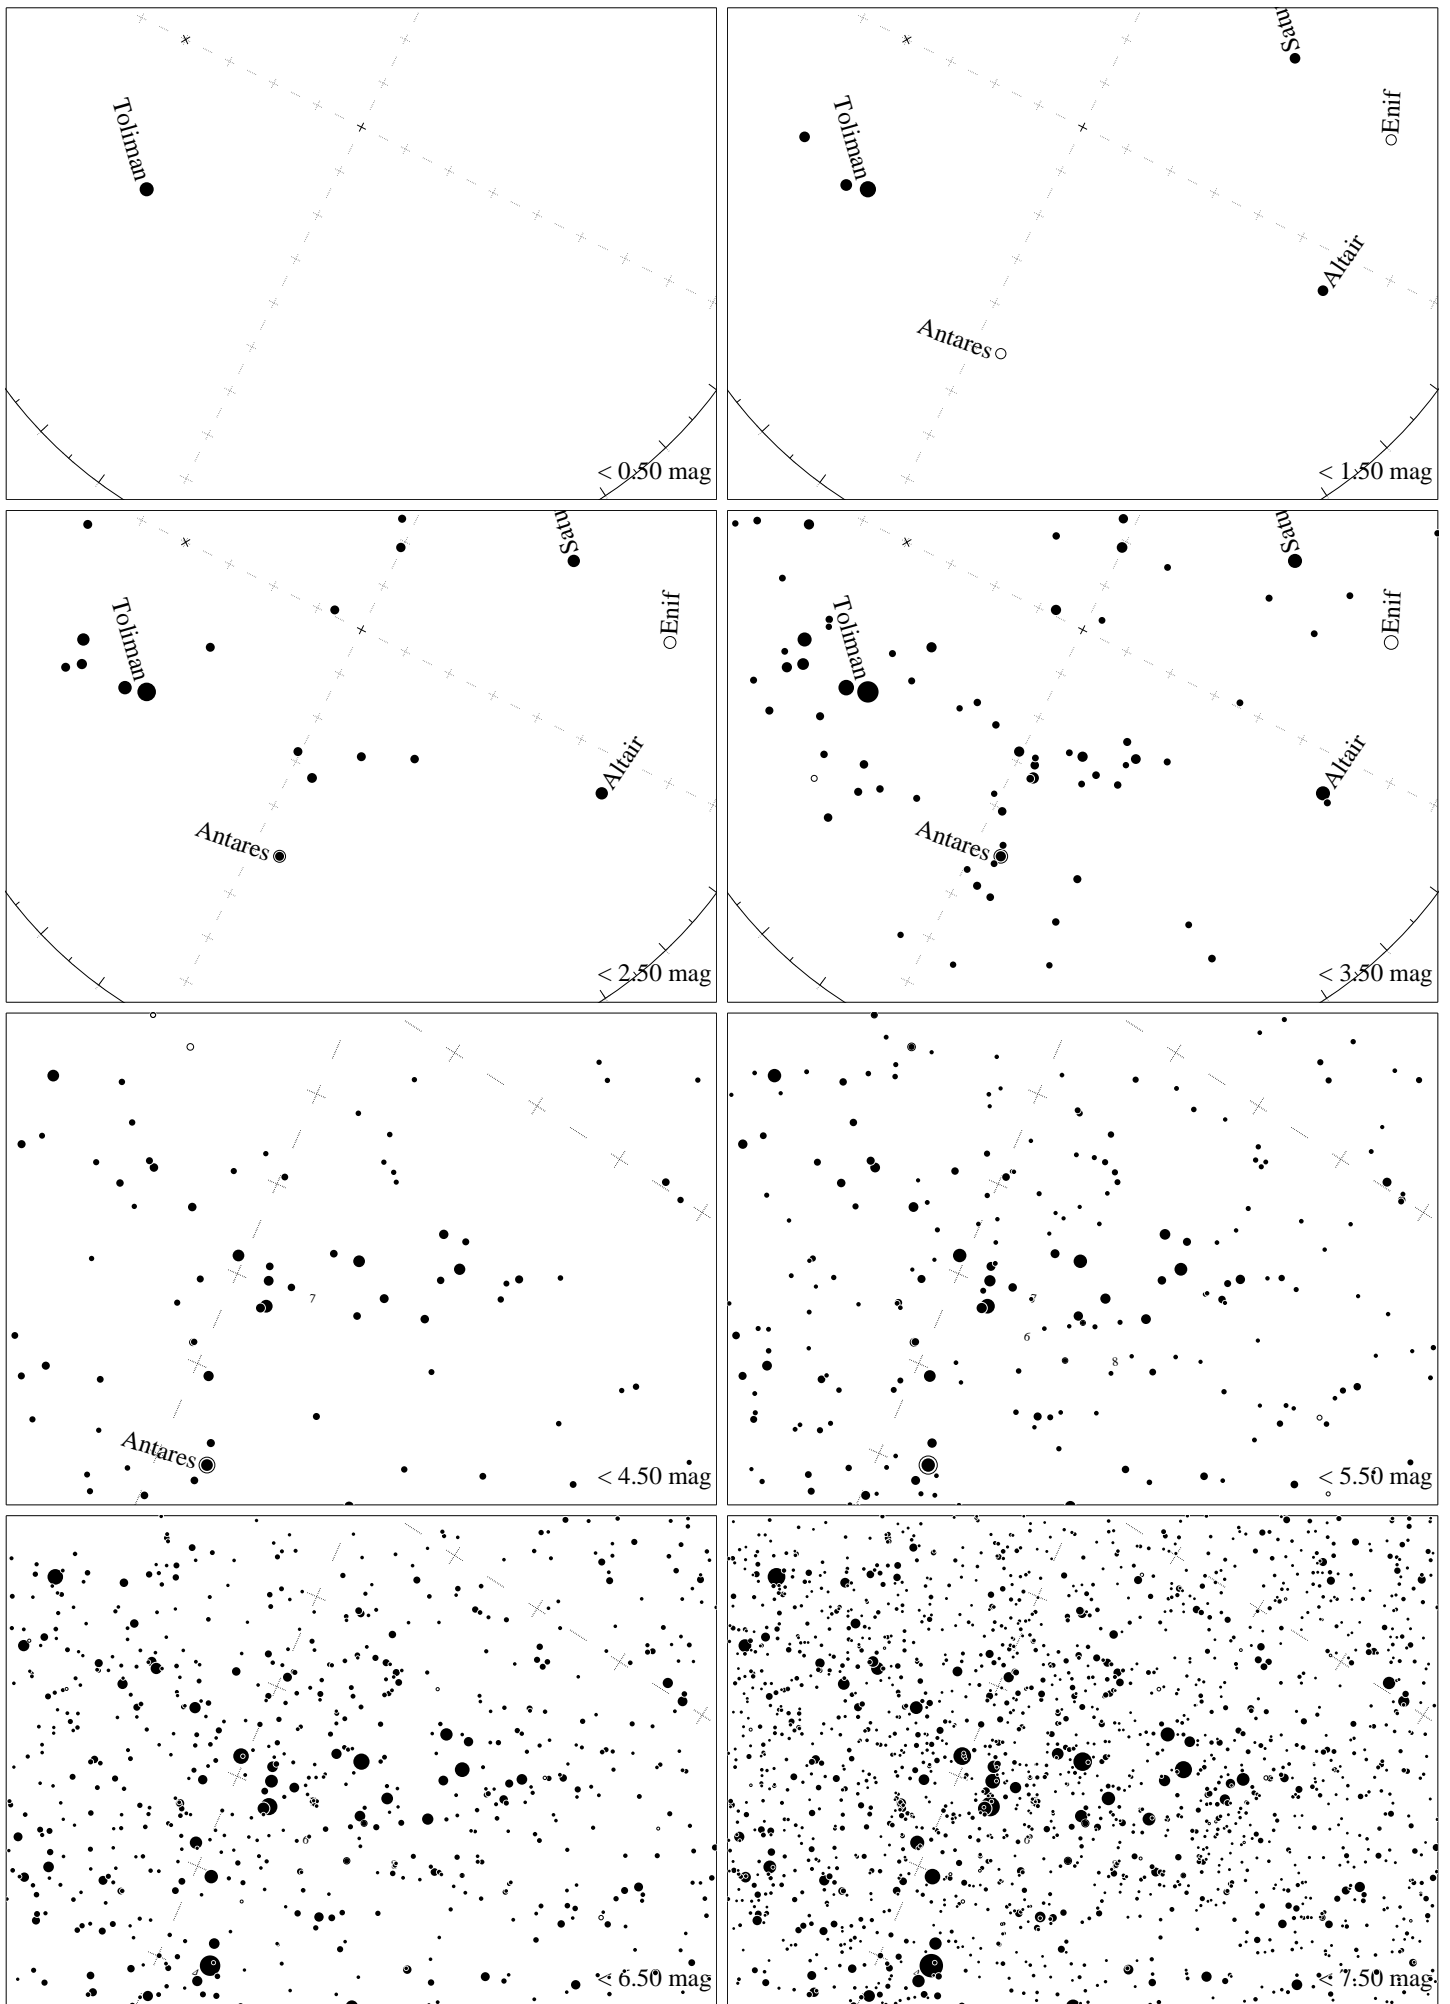 Toliman
< 0.50 mag
Satu
Enif
Toliman
Altair
Antares
< 1.50 mag
Satu
Enif
Toliman
Altair
Antares
< 2.50 mag
Satu
Enif
Toliman
Altair
Antares
< 3.50 mag
7
Antares
< 4.50 mag
7
6
8
< 5.50 mag
6
< 6.50 mag
6
< 7.50 mag